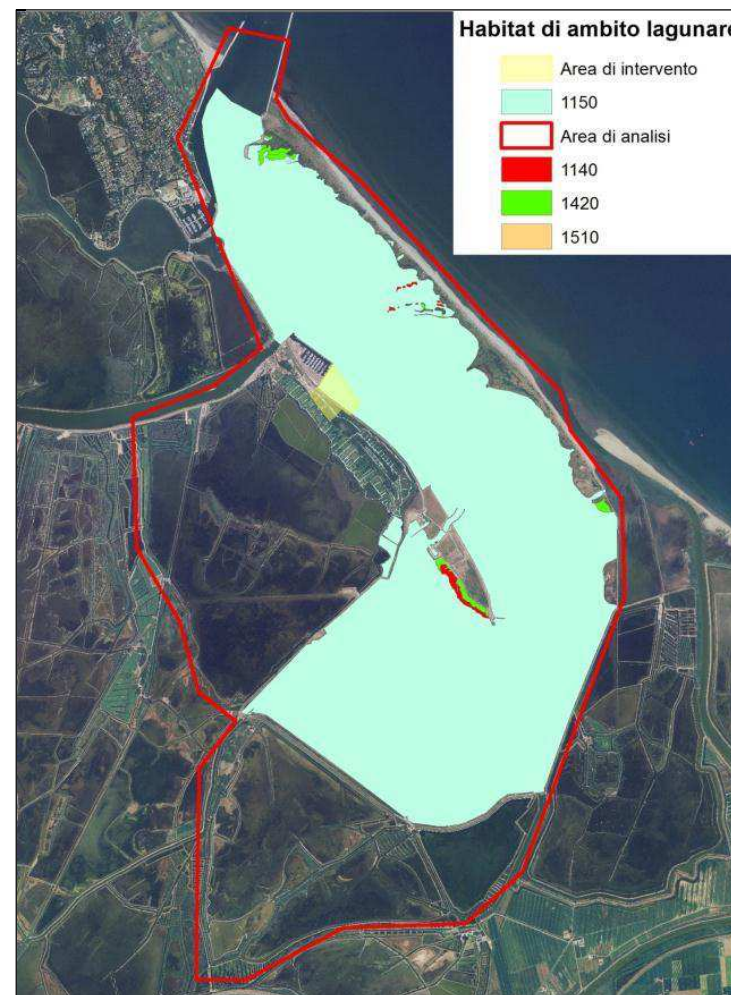 Habitat di ambito lagunare
Area di intervento
1150
Area di analisi
1140
1420
1510